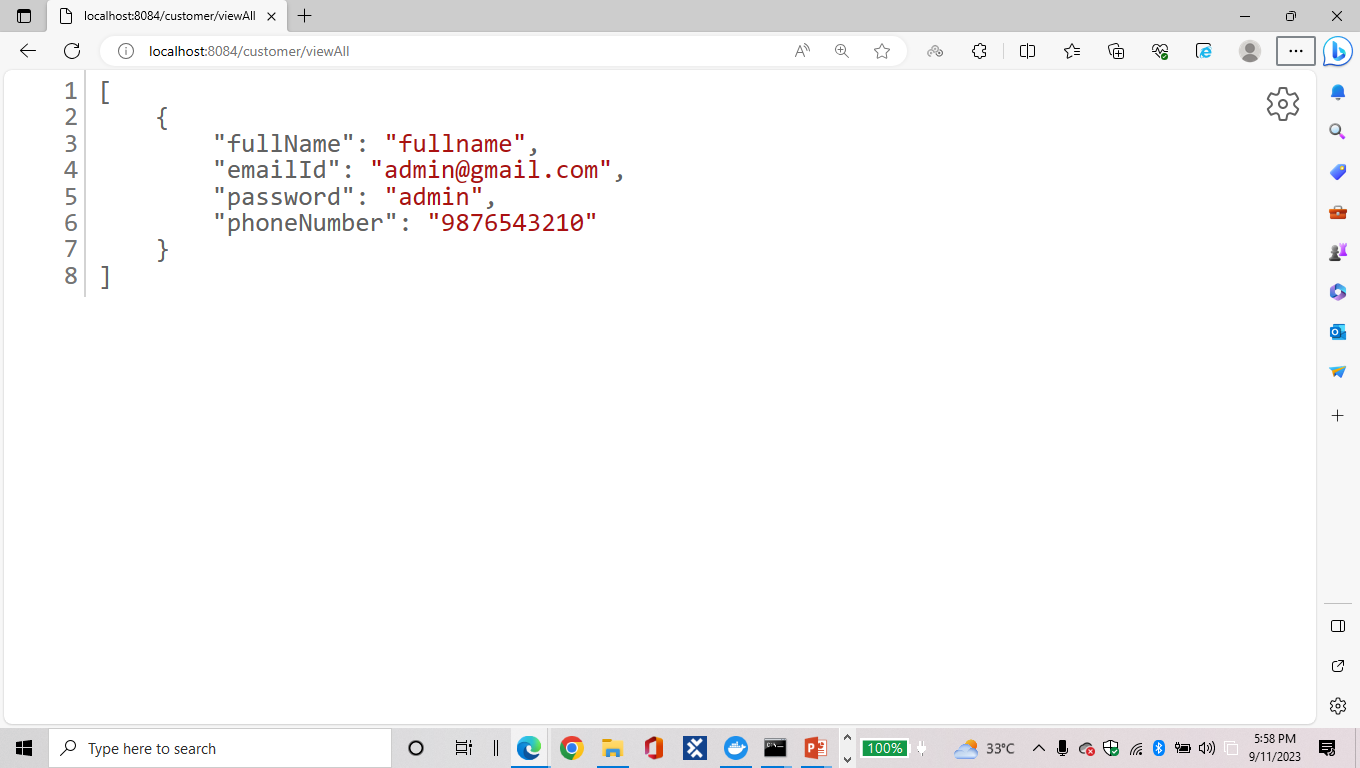 localhost:8084/customer/viewAll
localhost:8084/customer/viewAll
1 [
2 {
3 "fullName": "fullname",
4 "emailId": "admin@gmail.com",
5 "password": "admin",
6 "phoneNumber": "9876543210"
7 }
8 ]
Type here to search
100%
33°C
5:58 PM
9/11/2023